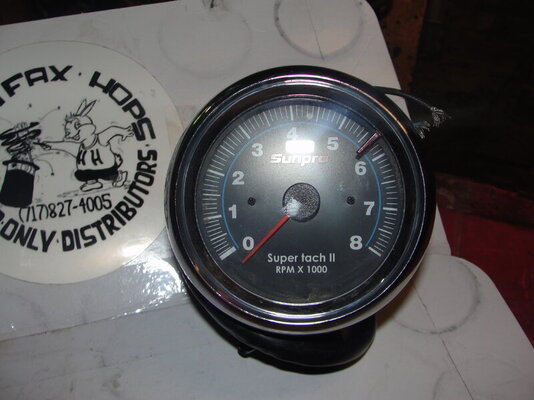 FAX · HOPS
(717)827-4005
-ONLY-DISTRIBUTORS·
0 1 2 3 4 5 6 7 8
Sunpro
Super tach II
RPM X 1000